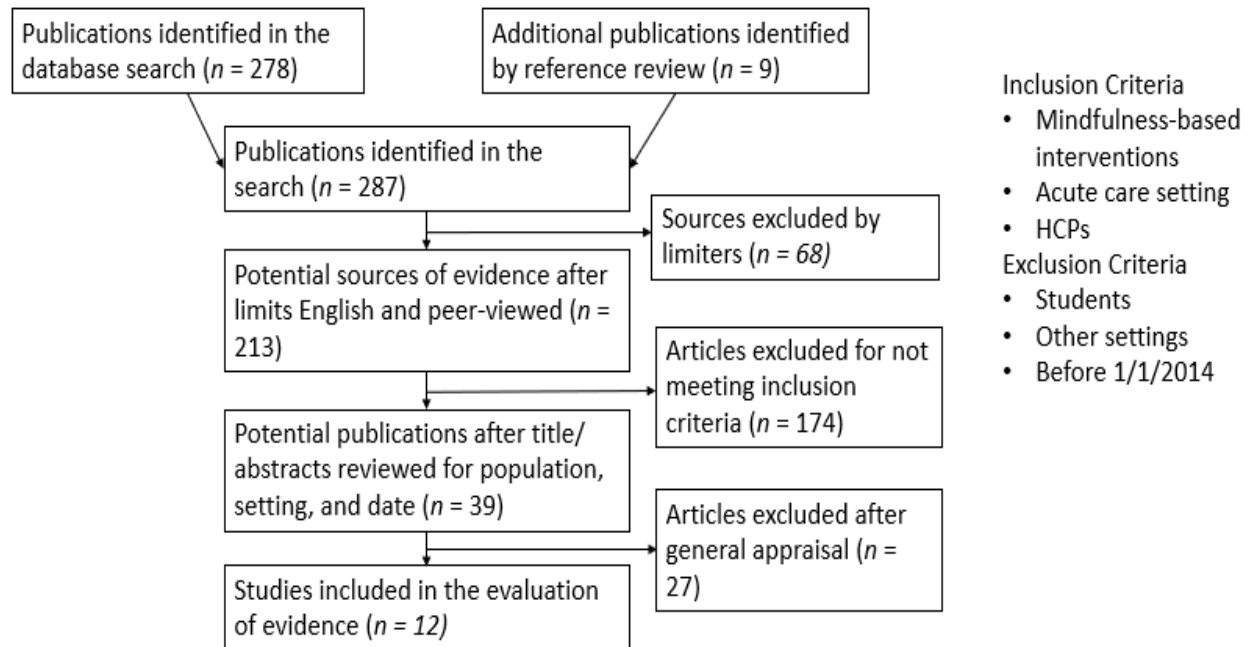 Publications identified in the
database search (n = 278)
Additional publications identified
by reference review (n = 9)
Publications identified in the
search (n = 287)
Sources excluded by
limiters (n = 68)
Potential sources of evidence after
limits English and peer-viewed (n =
213)
Articles excluded for not
meeting inclusion
criteria (n = 174)
Potential publications after title/
abstracts reviewed for population,
setting, and date (n = 39)
Articles excluded after
general appraisal (n =
27)
Studies included in the evaluation
of evidence (n = 12)
Inclusion Criteria
• Mindfulness-based
interventions
• Acute care setting
• HCPs
Exclusion Criteria
• Students
• Other settings
• Before 1/1/2014